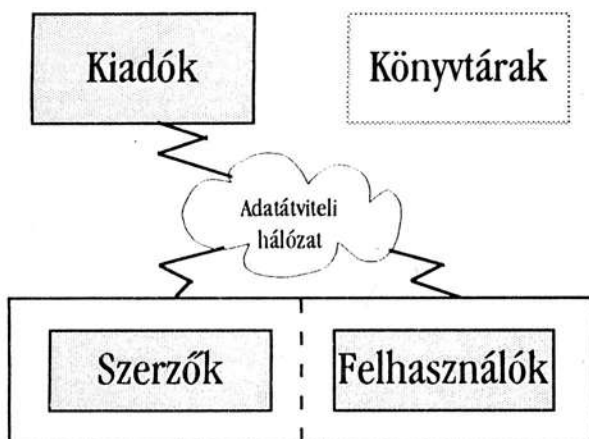 Kiadók
Könyvtárak
Adatátviteli
hálózat
Szerzők
Felhasználók